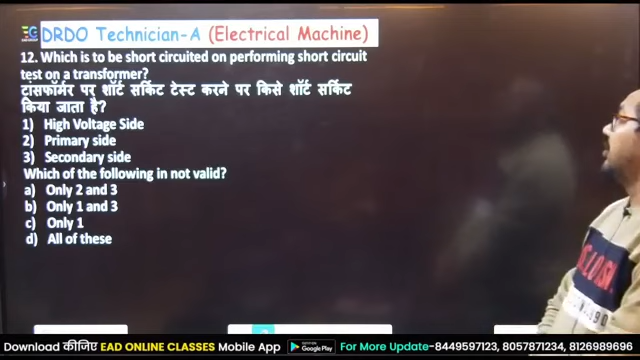 EG DRDO Technician-A (Electrical Machine)
12. Which is to be short circuited on performing short circuit
test on a transformer?
ट्रांसफॉर्मर पर शॉर्ट सर्किट टेस्ट करने पर किसे शॉर्ट सर्किट
किया जाता है?
1) High Voltage Side
2) Primary side
3) Secondary side
Which of the following in not valid?
a) Only 2 and 3
b) Only 1 and 3
c) Only 1
d) All of these
Download कीजिए EAD ONLINE CLASSES Mobile App Google Play For More Update-8449597123, 8057871234, 8126989696